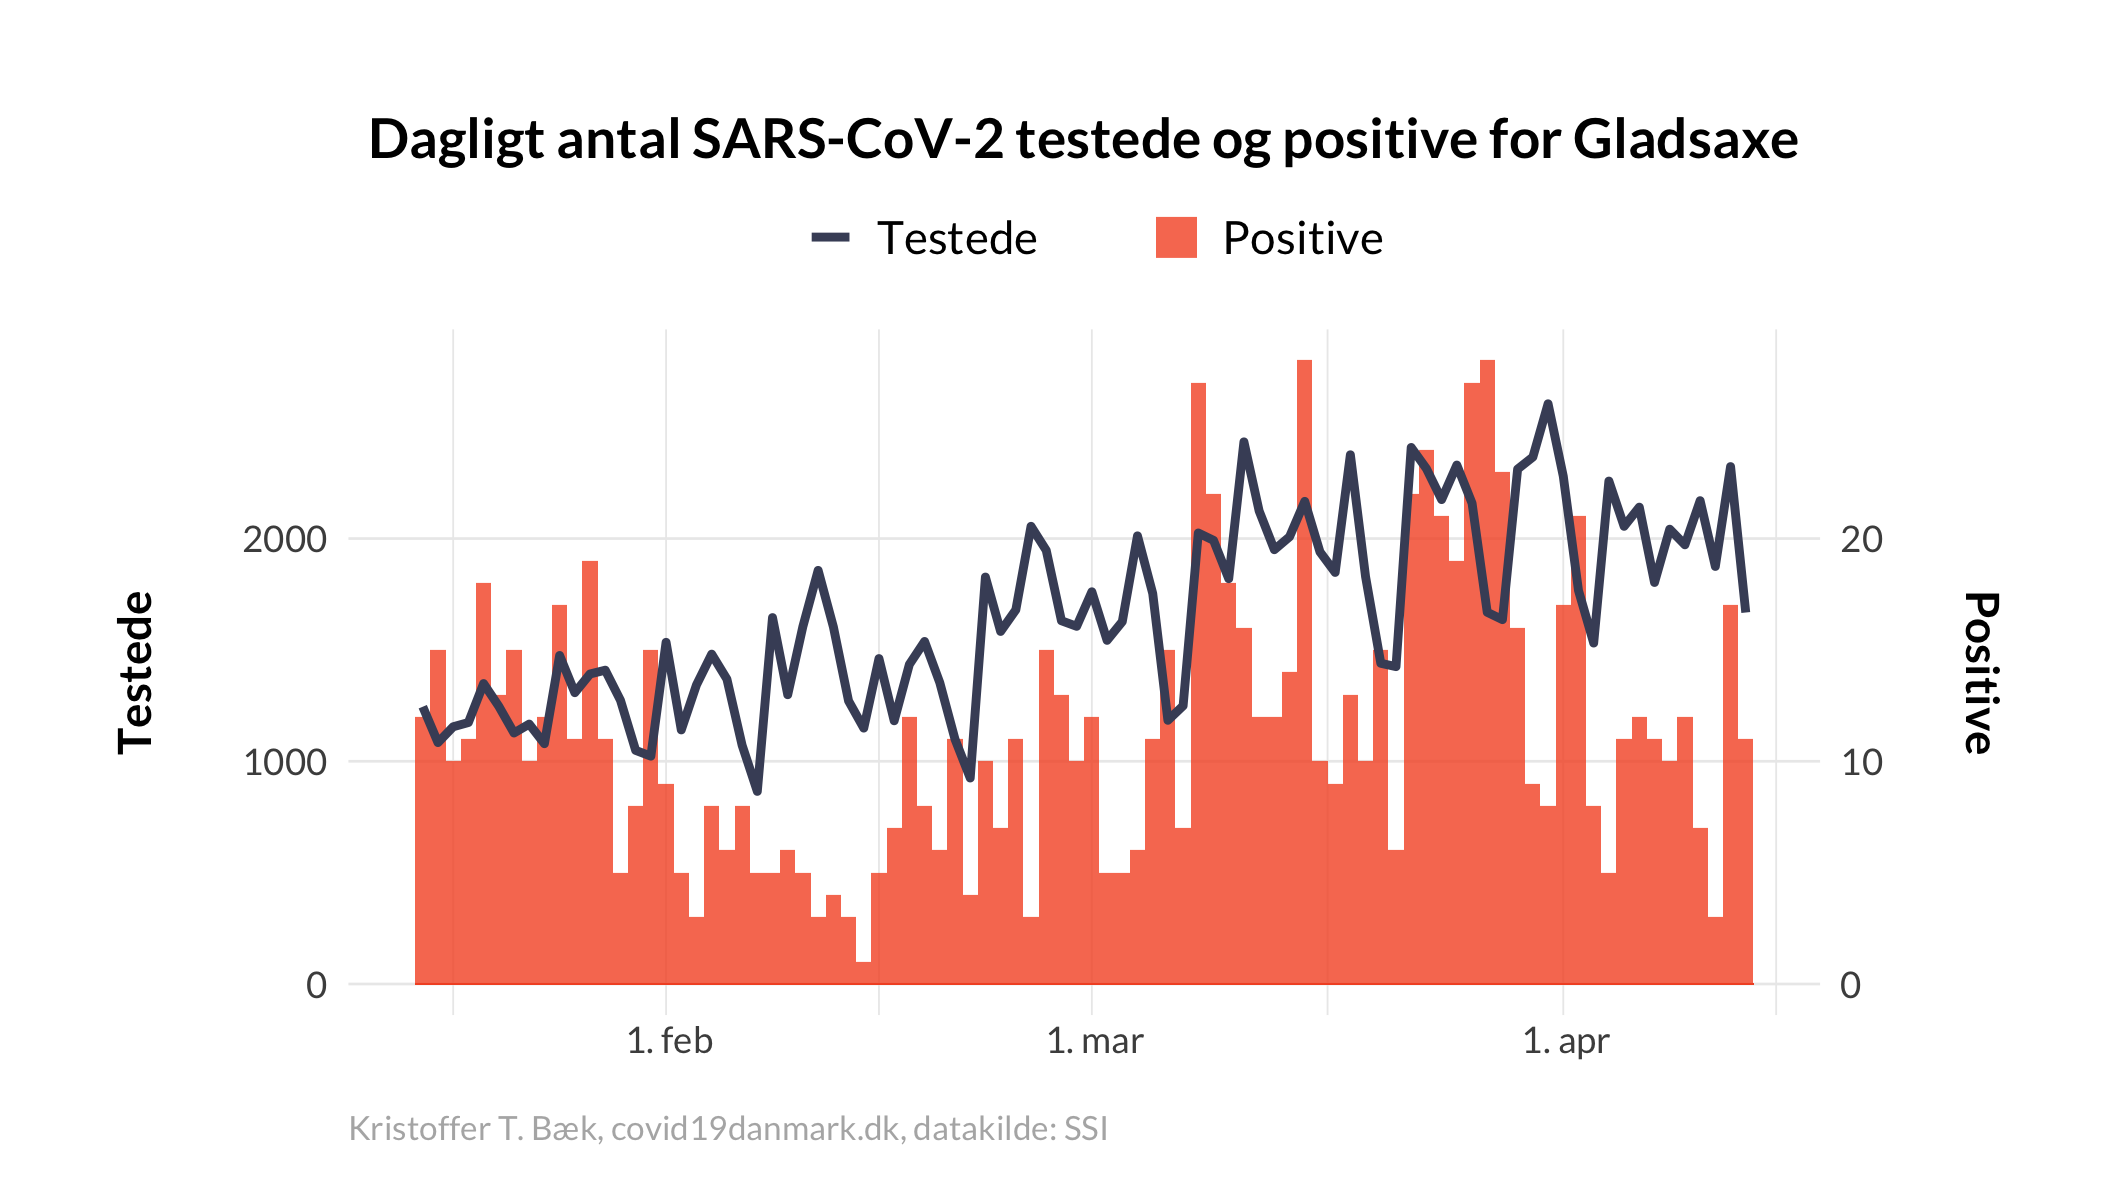 Dagligt antal SARS-CoV-2 testede og positive for Gladsaxe
Testede
Positive
2000
1000
0
Testede
20
10
0
Positive
1. feb
1. mar
1. apr
Kristoffer T. Bæk, covid19danmark.dk, datakilde: SSI